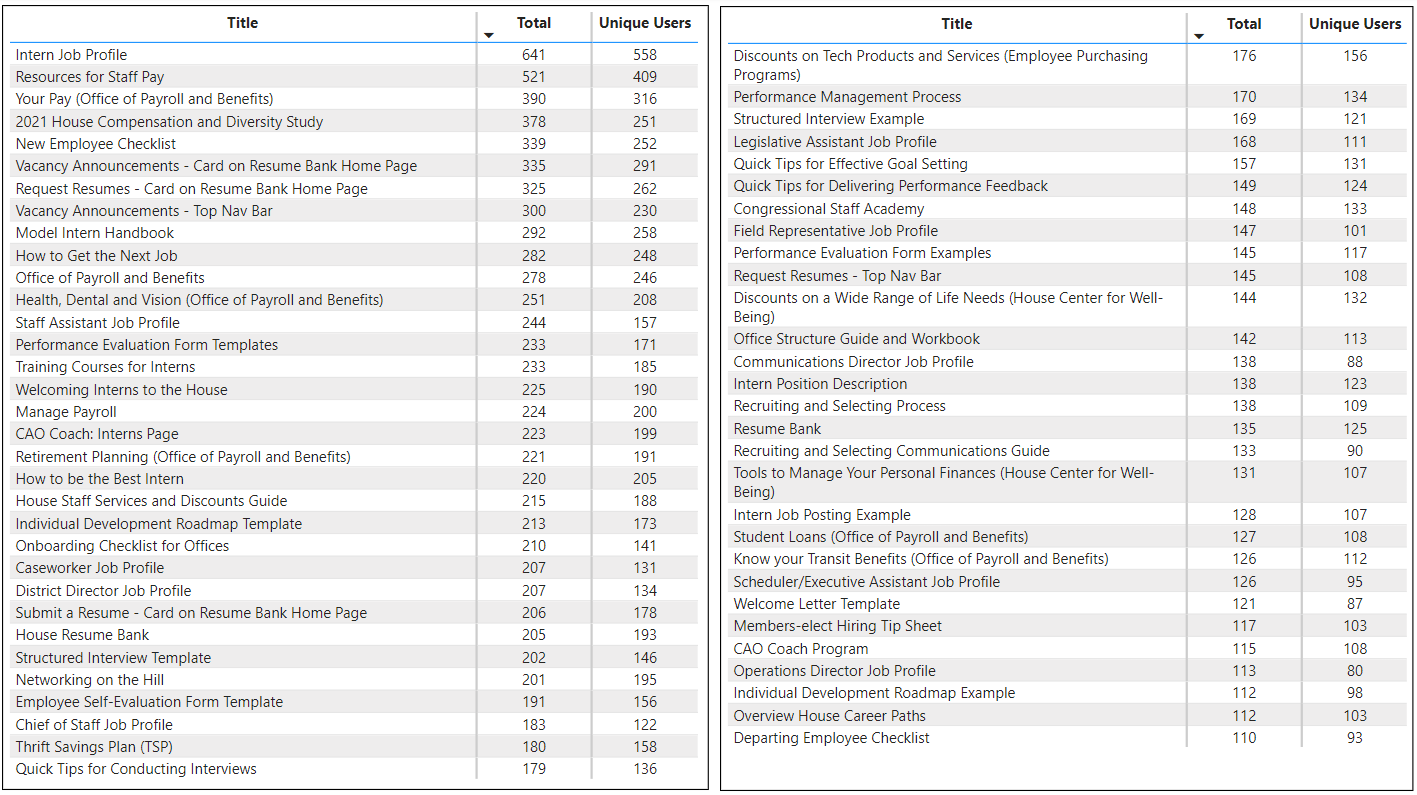 Title Total Unique Users
Intern Job Profile 641 558
Resources for Staff Pay 521 409
Your Pay (Office of Payroll and Benefits) 390 316
2021 House Compensation and Diversity Study 378 251
New Employee Checklist 339 252
Vacancy Announcements - Card on Resume Bank Home Page 335 291
Request Resumes - Card on Resume Bank Home Page 325 262
Vacancy Announcements - Top Nav Bar 300 230
Model Intern Handbook 292 258
How to Get the Next Job 282 248
Office of Payroll and Benefits 278 246
Health, Dental and Vision (Office of Payroll and Benefits) 251 208
Staff Assistant Job Profile 244 157
Performance Evaluation Form Templates 233 171
Training Courses for Interns 233 185
Welcoming Interns to the House 225 190
Manage Payroll 224 200
CAO Coach: Interns Page 223 199
Retirement Planning (Office of Payroll and Benefits) 221 191
How to be the Best Intern 220 205
House Staff Services and Discounts Guide 215 188
Individual Development Roadmap Template 213 173
Onboarding Checklist for Offices 210 141
Caseworker Job Profile 207 131
District Director Job Profile 207 134
Submit a Resume - Card on Resume Bank Home Page 206 178
House Resume Bank 205 193
Structured Interview Template 202 146
Networking on the Hill 201 195
Employee Self-Evaluation Form Template 191 156
Chief of Staff Job Profile 183 122
Thrift Savings Plan (TSP) 180 158
Quick Tips for Conducting Interviews 179 136
Title Total Unique Users
Discounts on Tech Products and Services (Employee Purchasing 176 156
Programs)
Performance Management Process 170 134
Structured Interview Example 169 121
Legislative Assistant Job Profile 168 111
Quick Tips for Effective Goal Setting 157 131
Quick Tips for Delivering Performance Feedback 149 124
Congressional Staff Academy 148 133
Field Representative Job Profile 147 101
Performance Evaluation Form Examples 145 117
Request Resumes - Top Nav Bar 145 108
Discounts on a Wide Range of Life Needs (House Center for Well- 144 132
Being)
Office Structure Guide and Workbook 142 113
Communications Director Job Profile 138 88
Intern Position Description 138 123
Recruiting and Selecting Process 138 109
Resume Bank 135 125
Recruiting and Selecting Communications Guide 133 90
Tools to Manage Your Personal Finances (House Center for Well- 131 107
Being)
Intern Job Posting Example 128 107
Student Loans (Office of Payroll and Benefits) 127 108
Know your Transit Benefits (Office of Payroll and Benefits) 126 112
Scheduler/Executive Assistant Job Profile 126 95
Welcome Letter Template 121 87
Members-elect Hiring Tip Sheet 117 103
CAO Coach Program 115 108
Operations Director Job Profile 113 80
Individual Development Roadmap Example 112 98
Overview House Career Paths 112 103
Departing Employee Checklist 110 93